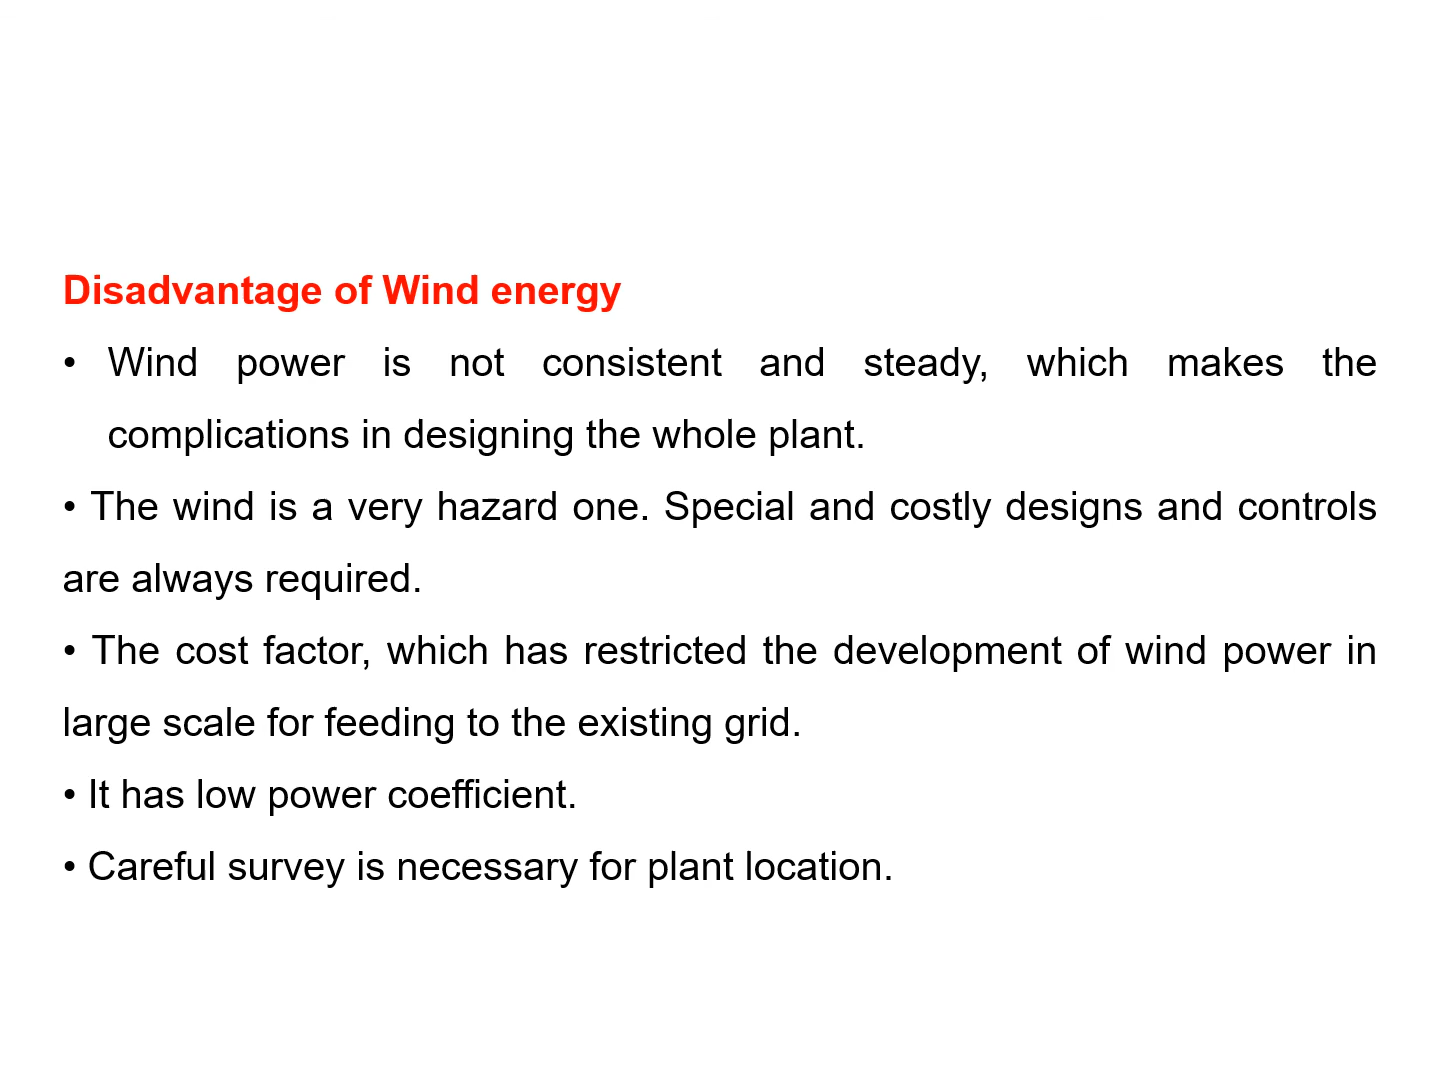 Disadvantage of Wind energy
• Wind power is not consistent and steady, which makes the
complications in designing the whole plant.
• The wind is a very hazard one. Special and costly designs and controls
are always required.
• The cost factor, which has restricted the development of wind power in
large scale for feeding to the existing grid.
• It has low power coefficient.
• Careful survey is necessary for plant location.